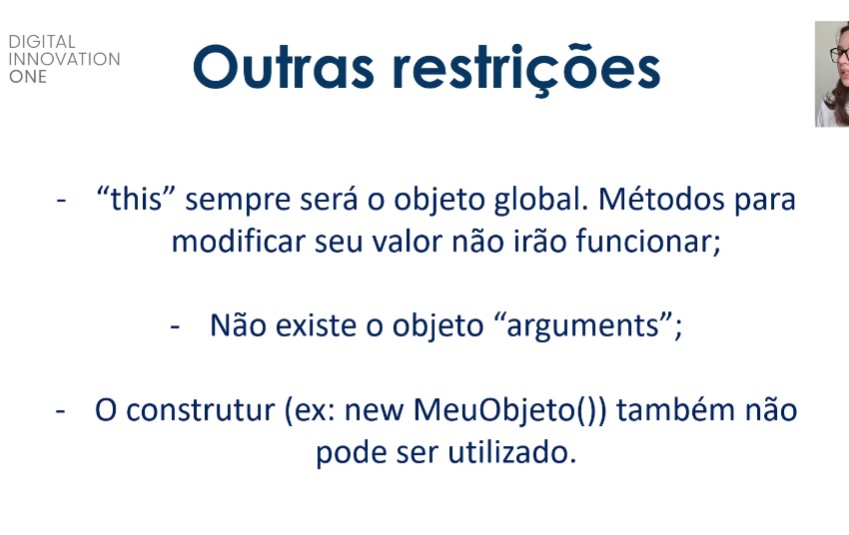 DIGITAL
INNOVATION
ONE
Outras restrições
- “this” sempre será o objeto global. Métodos para
modificar seu valor não irão funcionar;
- Não existe o objeto “arguments”;
- O construtur (ex: new MeuObjeto()) também não
pode ser utilizado.